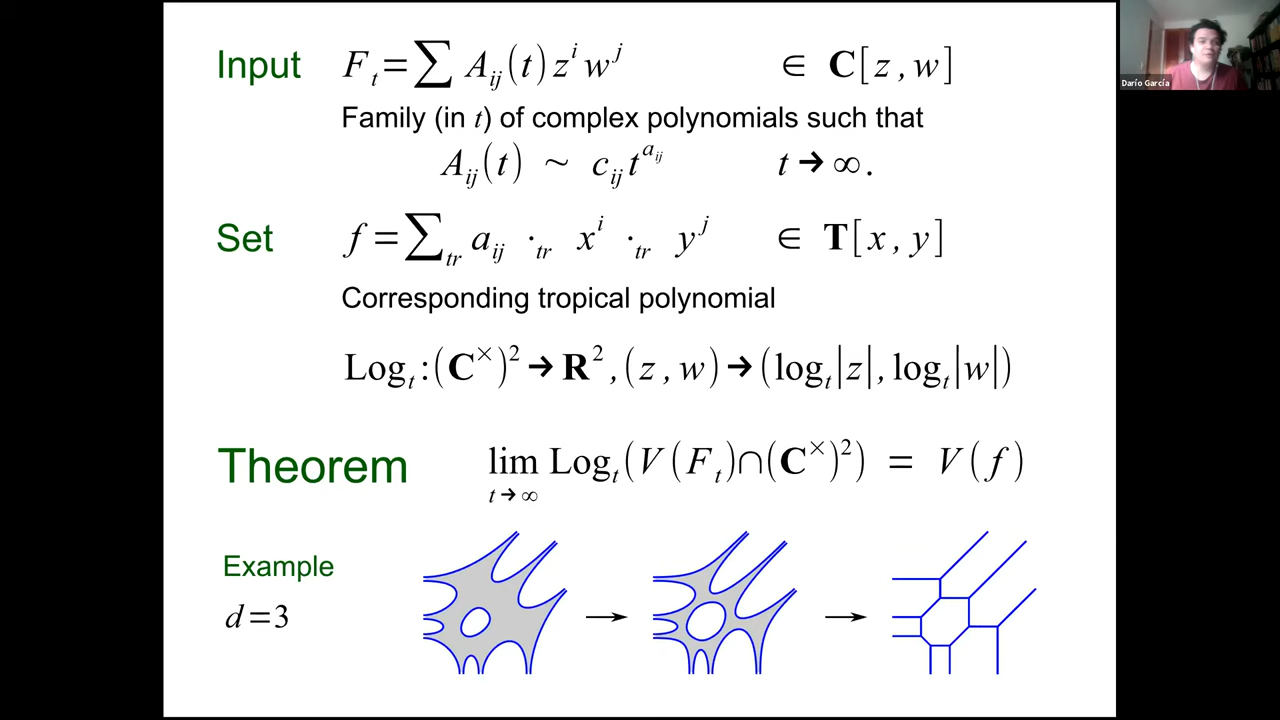 Input F_t = ∑ A_ij(t) z^i w^j ∈ C[z, w]
Family (in t) of complex polynomials such that
A_ij(t) ~ c_ij t^{a_ij} t → ∞.
Set f = ∑_tr a_ij ·_tr x^i ·_tr y^j ∈ T[x, y]
Corresponding tropical polynomial
Log_t : (C^×)^2 → R^2, (z, w) → (log_t|z|, log_t|w|)
Theorem lim_{t → ∞} Log_t(V(F_t) ∩ (C^×)^2) = V(f)
Example
d = 3
Darío García